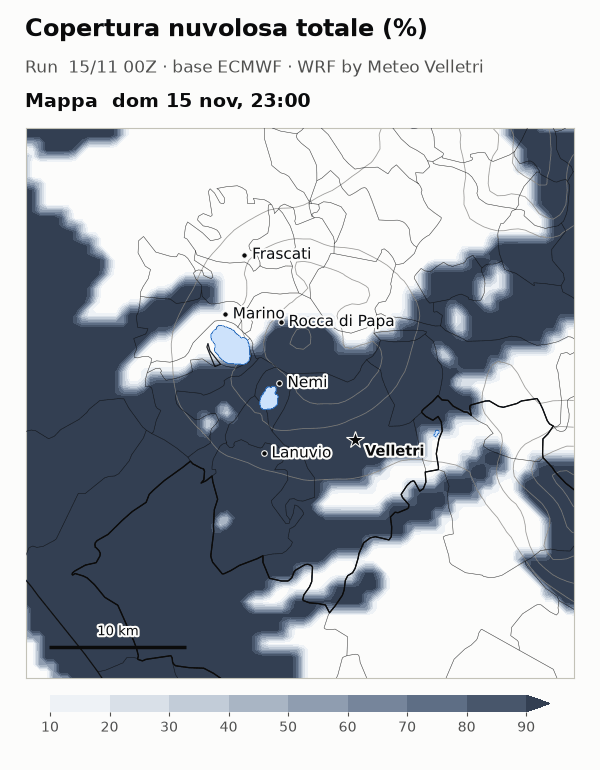 Copertura nuvolosa totale (%)
Run  15/11 00Z · base ECMWF · WRF by Meteo Velletri
Mappa  dom 15 nov, 23:00
Frascati
Marino
Rocca di Papa
Nemi
Velletri
Lanuvio
10 km
10 20 30 40 50 60 70 80 90